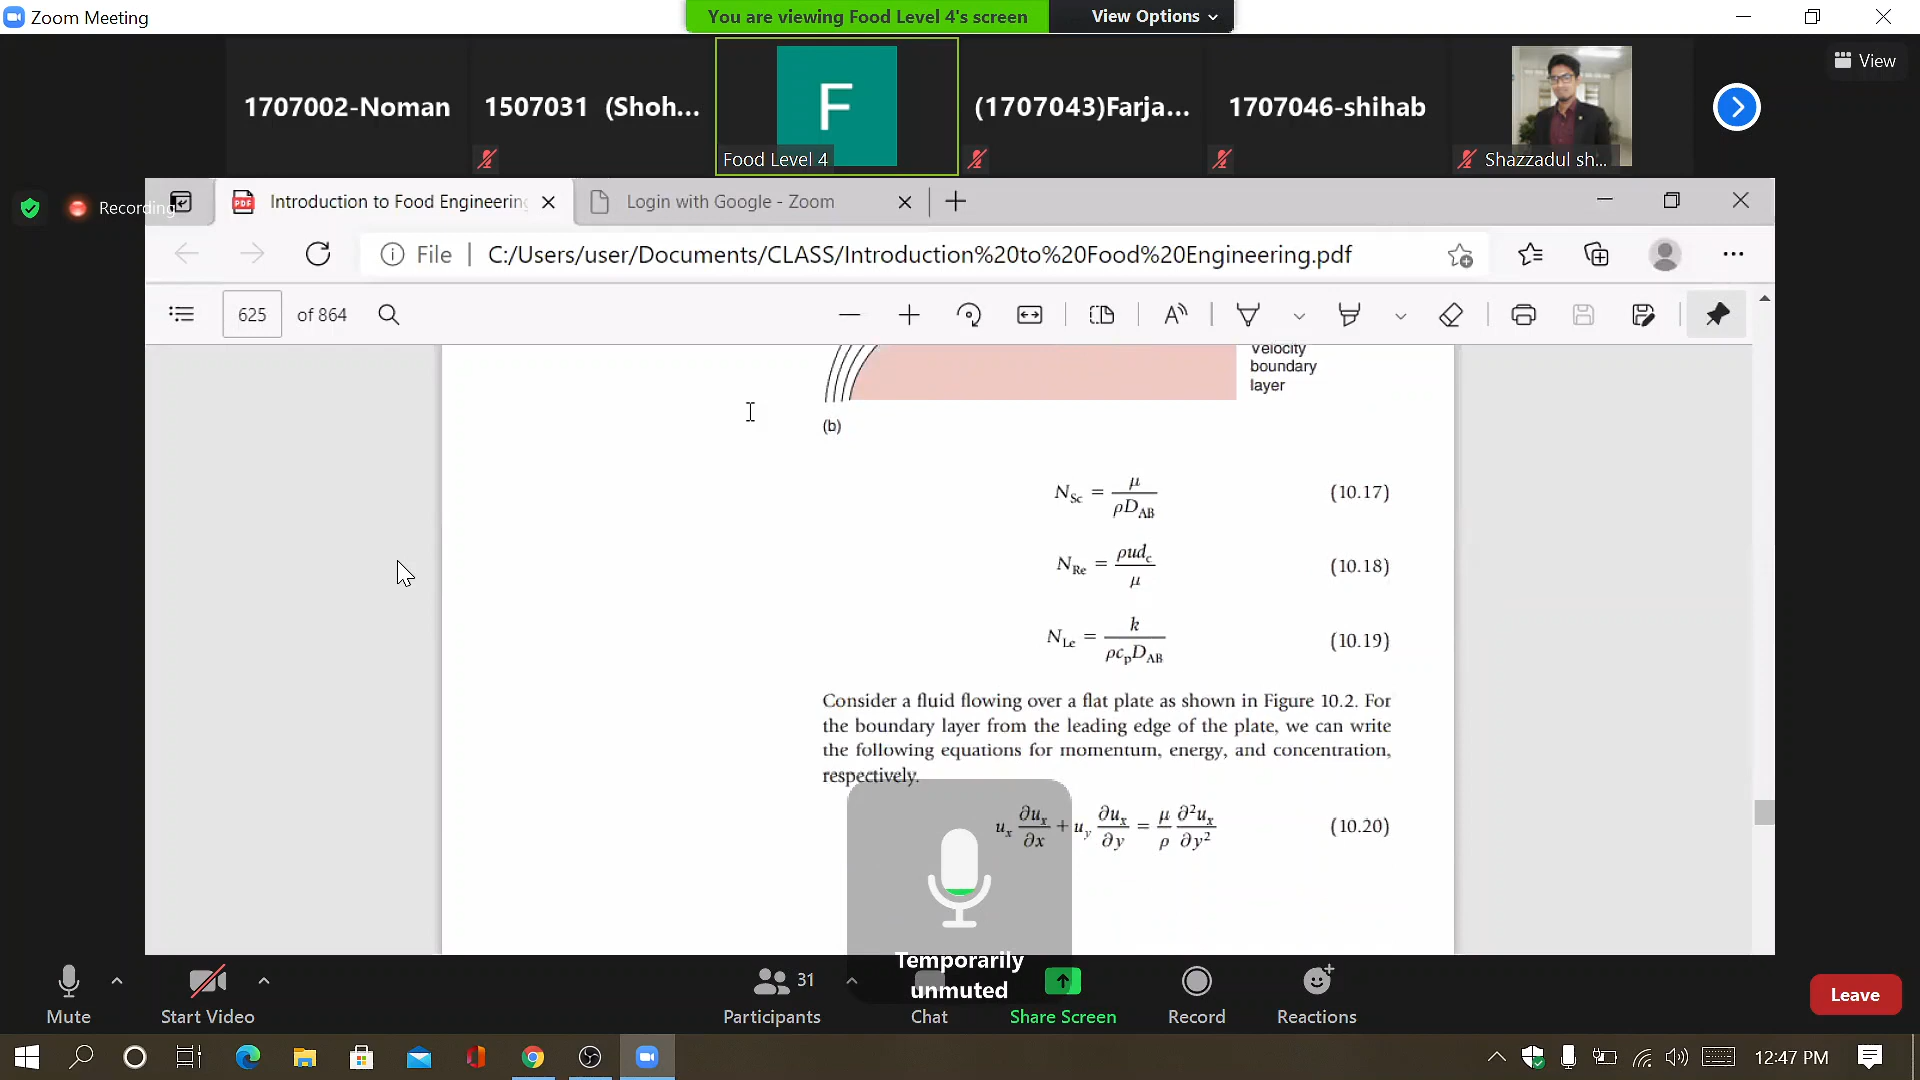 Zoom Meeting
You are viewing Food Level 4's screen
View Options
1707002-Noman
1507031 (Shoh...
F
Food Level 4
(1707043)Farja...
1707046-shihab
Shazzadul sh...
View
Recording
PDF
Introduction to Food Engineering
Login with Google - Zoom
File
C:/Users/user/Documents/CLASS/Introduction%20to%20Food%20Engineering.pdf
625 of 864
Velocity
boundary
layer
(b)
N_Sc = μ / ρD_AB (10.17)
N_Re = ρud_c / μ (10.18)
N_Le = k / ρc_pD_AB (10.19)
Consider a fluid flowing over a flat plate as shown in Figure 10.2. For
the boundary layer from the leading edge of the plate, we can write
the following equations for momentum, energy, and concentration,
respectively.
u_x ∂u_x/∂x + u_y ∂u_x/∂y = μ/ρ ∂²u_x/∂y² (10.20)
Temporarily
unmuted
Mute
Start Video
31
Participants
Chat
Share Screen
Record
Reactions
Leave
12:47 PM